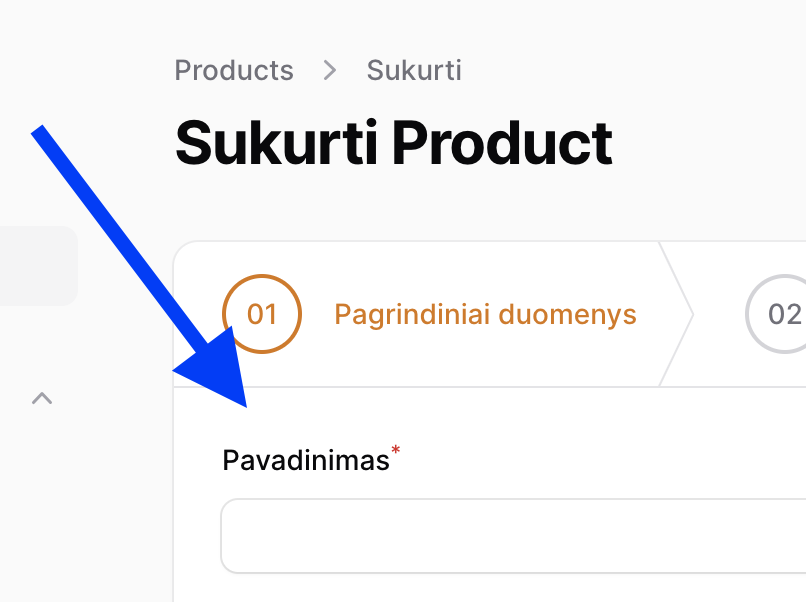 Products > Sukurti
Sukurti Product
01 Pagrindiniai duomenys 02
Pavadinimas*